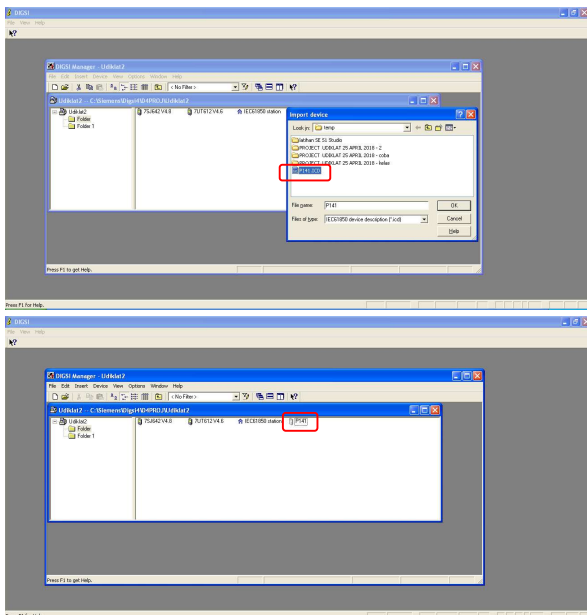 DIGSI
File View Help
DIGSI Manager - Udiklat2
File Edit Insert Device View Options Window Help
< No Filter >
Udiklat2 -- C:\Siemens\Digsi4\D4PROJ\Udiklat2
Udiklat2
Folder
Folder 1
7SJ642 V4.8
7UT612 V4.6
IEC61850 station
Import device
Look in:
temp
latihan SE S1 Studio
PROJECT UDIKLAT 25 APRIL 2018 - 2
PROJECT UDIKLAT 25 APRIL 2018 - coba
PROJECT UDIKLAT 25 APRIL 2018 - kelas
P141.ICD
File name:
P141
OK
Files of type:
IEC61850 device description (*.icd)
Cancel
Help
Press F1 to get Help.
Press F1 for Help.
DIGSI
File View Help
DIGSI Manager - Udiklat2
File Edit Insert Device View Options Window Help
< No Filter >
Udiklat2 -- C:\Siemens\Digsi4\D4PROJ\Udiklat2
Udiklat2
Folder
Folder 1
7SJ642 V4.8
7UT612 V4.6
IEC61850 station
P141
Press F1 to get Help.